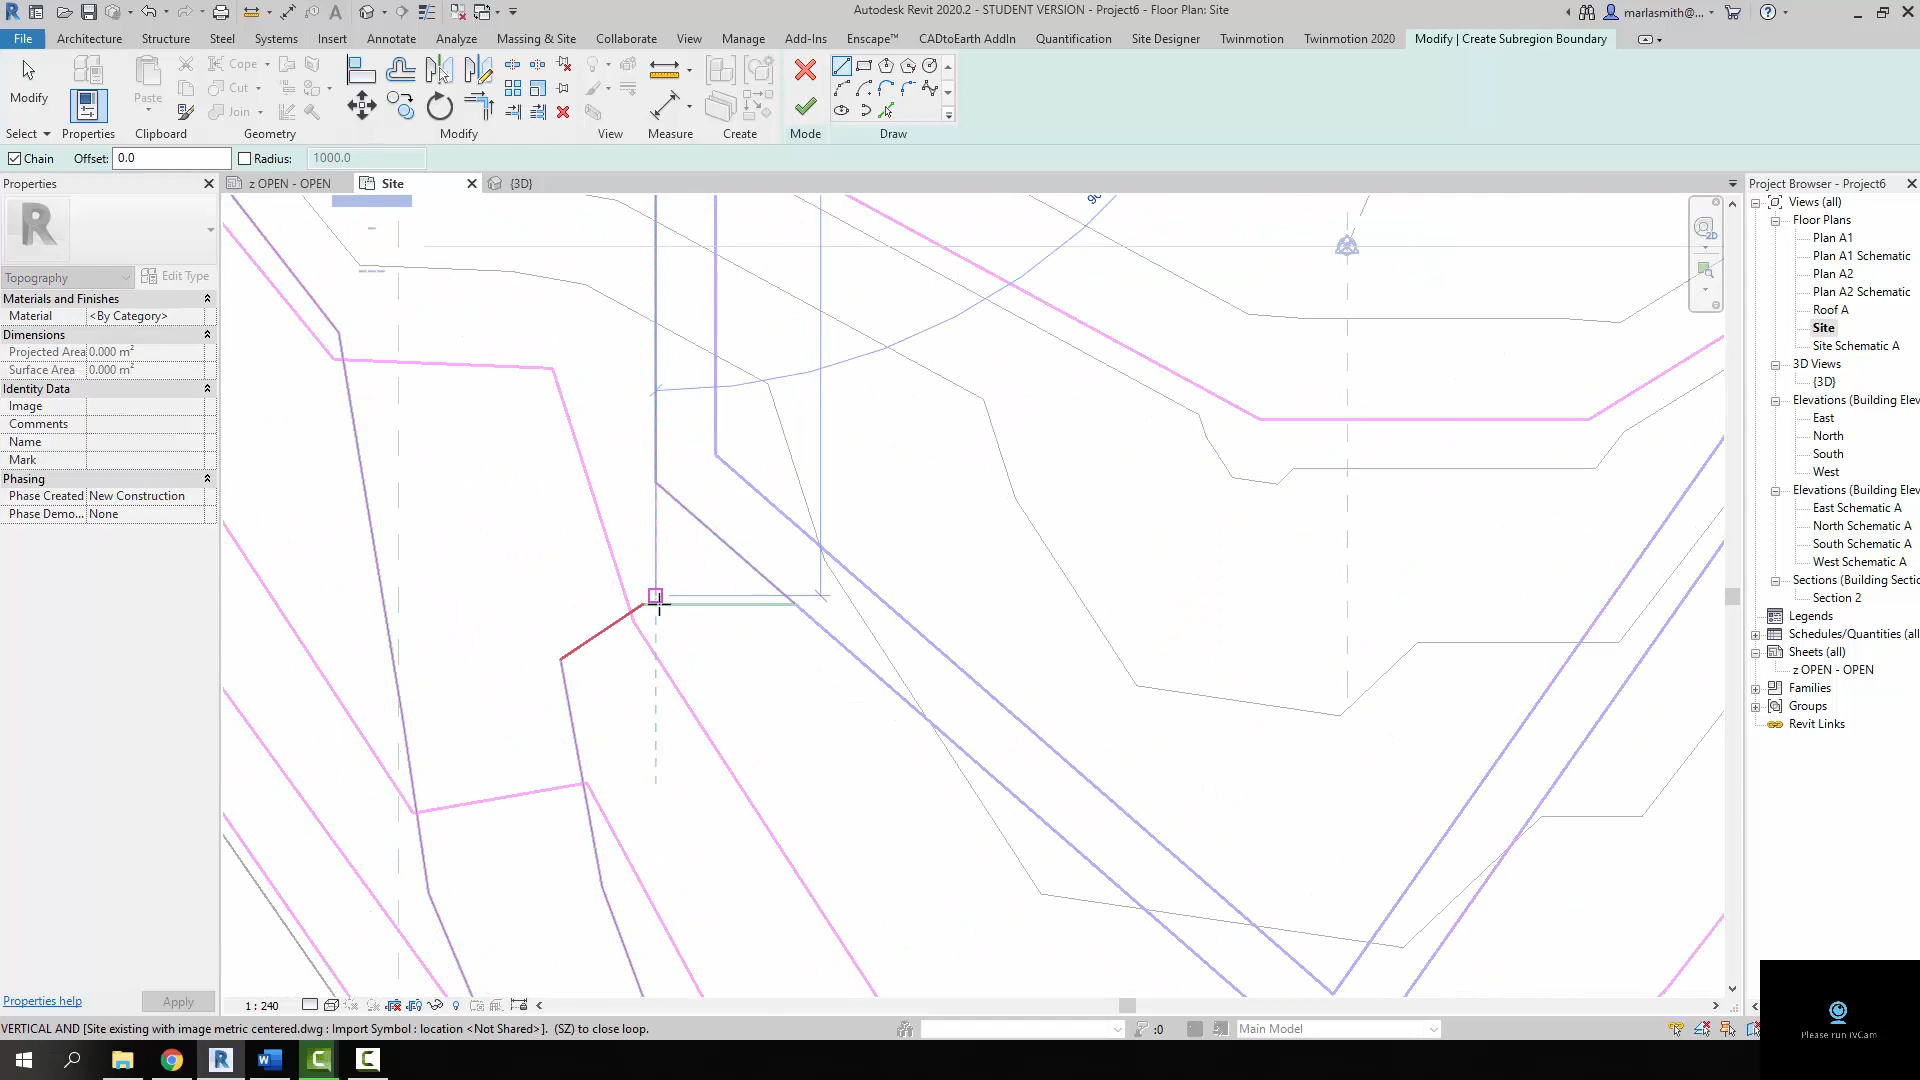 Autodesk Revit 2020.2 - STUDENT VERSION - Project6 - Floor Plan: Site
marlasmith@...
File
Architecture
Structure
Steel
Systems
Insert
Annotate
Analyze
Massing & Site
Collaborate
View
Manage
Add-Ins
Enscape™
CADtoEarth AddIn
Quantification
Site Designer
Twinmotion
Twinmotion 2020
Modify | Create Subregion Boundary
Modify
Paste
Cope
Cut
Join
Select
Properties
Clipboard
Geometry
Modify
View
Measure
Create
Mode
Draw
Chain
Offset: 0.0
Radius: 1000.0
Properties
z OPEN - OPEN
Site
{3D}
Project Browser - Project6
Topography
Edit Type
Materials and Finishes
Material <By Category>
Dimensions
Projected Area 0.000 m²
Surface Area 0.000 m²
Identity Data
Image
Comments
Name
Mark
Phasing
Phase Created New Construction
Phase Demo... None
Properties help
Apply
2D
Views (all)
Floor Plans
Plan A1
Plan A1 Schematic
Plan A2
Plan A2 Schematic
Roof A
Site
Site Schematic A
3D Views
{3D}
Elevations (Building Elev
East
North
South
West
Elevations (Building Elev
East Schematic A
North Schematic A
South Schematic A
West Schematic A
Sections (Building Sectio
Section 2
Legends
Schedules/Quantities (all
Sheets (all)
z OPEN - OPEN
Families
Groups
Revit Links
1 : 240
VERTICAL AND [Site existing with image metric centered.dwg : Import Symbol : location <Not Shared>]. (SZ) to close loop.
:0
Main Model
Please run iVCam